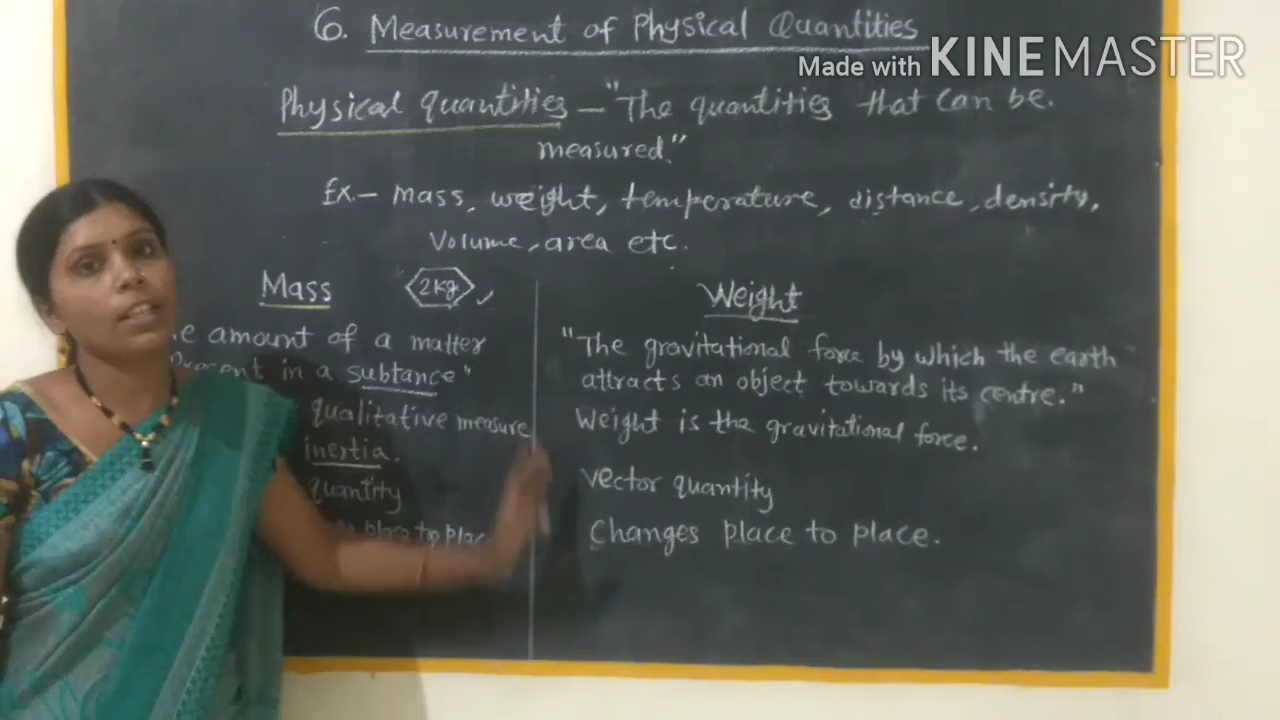 6. Measurement of Physical Quantities
Made with KINEMASTER
Physical quantities - "The quantities that can be.
measured."
Ex.- mass, weight, temperature, distance, density,
Volume, area etc.
Mass
2kg
amount of a matter
in a subtance"
qualitative measure
inertia.
quantity
place to
Weight
"The gravitational force by which the earth
attracts an object towards its centre."
Weight is the gravitational force.
vector quantity
Changes place to place.